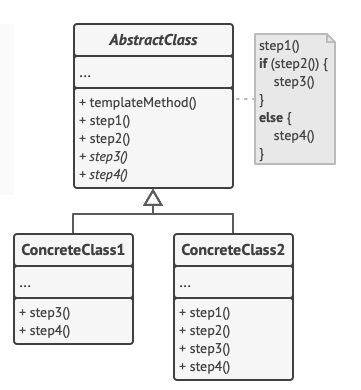 AbstractClass
...
+ templateMethod()
+ step1()
+ step2()
+ step3()
+ step4()
step1()
if (step2()) {
step3()
}
else {
step4()
}
ConcreteClass1
...
+ step3()
+ step4()
ConcreteClass2
...
+ step1()
+ step2()
+ step3()
+ step4()